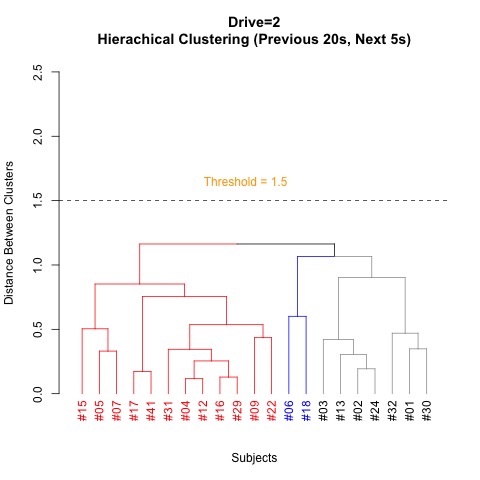 Drive=2
Hierachical Clustering (Previous 20s, Next 5s)
Distance Between Clusters
2.5
2.0
1.5
1.0
0.5
0.0
Threshold = 1.5
#15 #05 #07 #17 #41 #31 #04 #12 #16 #29 #09 #22 #06 #18 #03 #13 #02 #24 #32 #01 #30
Subjects